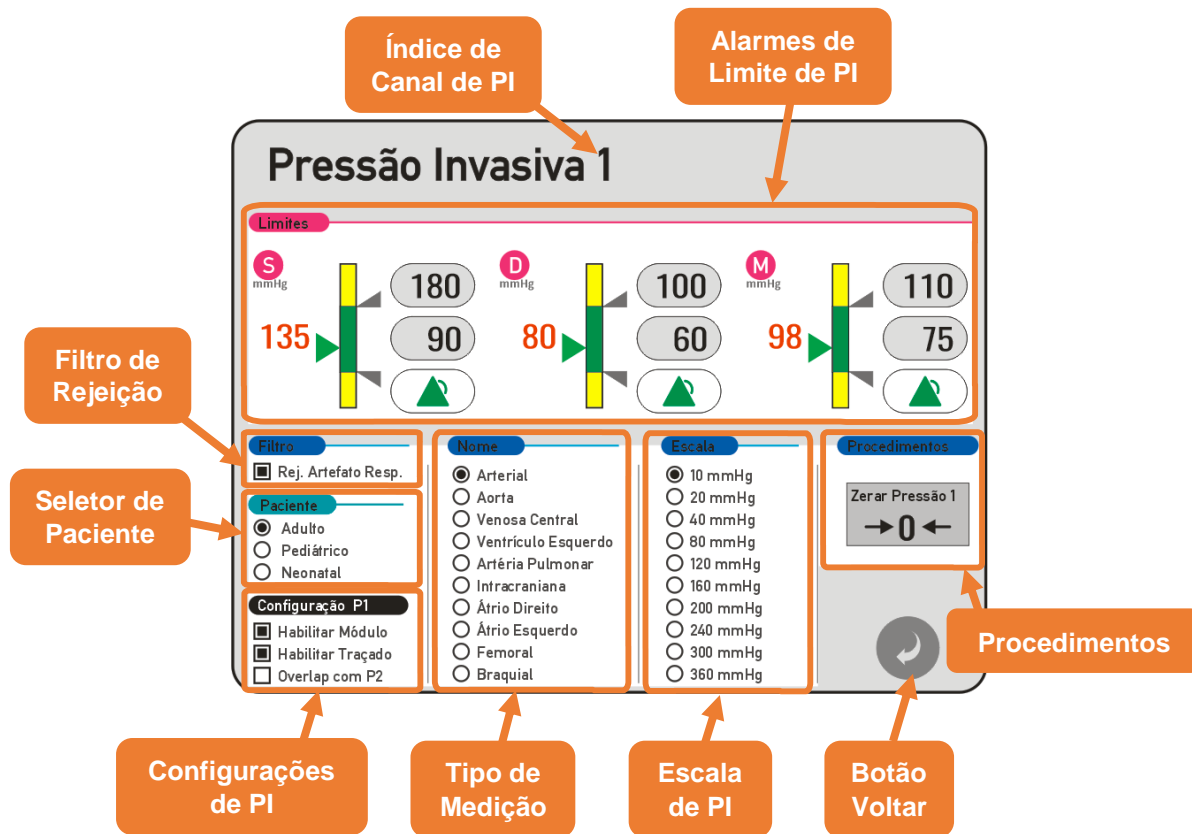 Índice de
Canal de PI
Alarmes de
Limite de PI
Pressão Invasiva 1
Limites
S
mmHg
180
135
90
D
mmHg
100
80
60
M
mmHg
110
98
75
Filtro de
Rejeição
Filtro
Rej. Artefato Resp.
Seletor de
Paciente
Paciente
Adulto
Pediátrico
Neonatal
Configuração P1
Habilitar Módulo
Habilitar Traçado
Overlap com P2
Nome
Arterial
Aorta
Venosa Central
Ventrículo Esquerdo
Artéria Pulmonar
Intracraniana
Átrio Direito
Átrio Esquerdo
Femoral
Braquial
Escala
10 mmHg
20 mmHg
40 mmHg
80 mmHg
120 mmHg
160 mmHg
200 mmHg
240 mmHg
300 mmHg
360 mmHg
Procedimentos
Zerar Pressão 1
→0←
Procedimentos
Configurações
de PI
Tipo de
Medição
Escala
de PI
Botão
Voltar